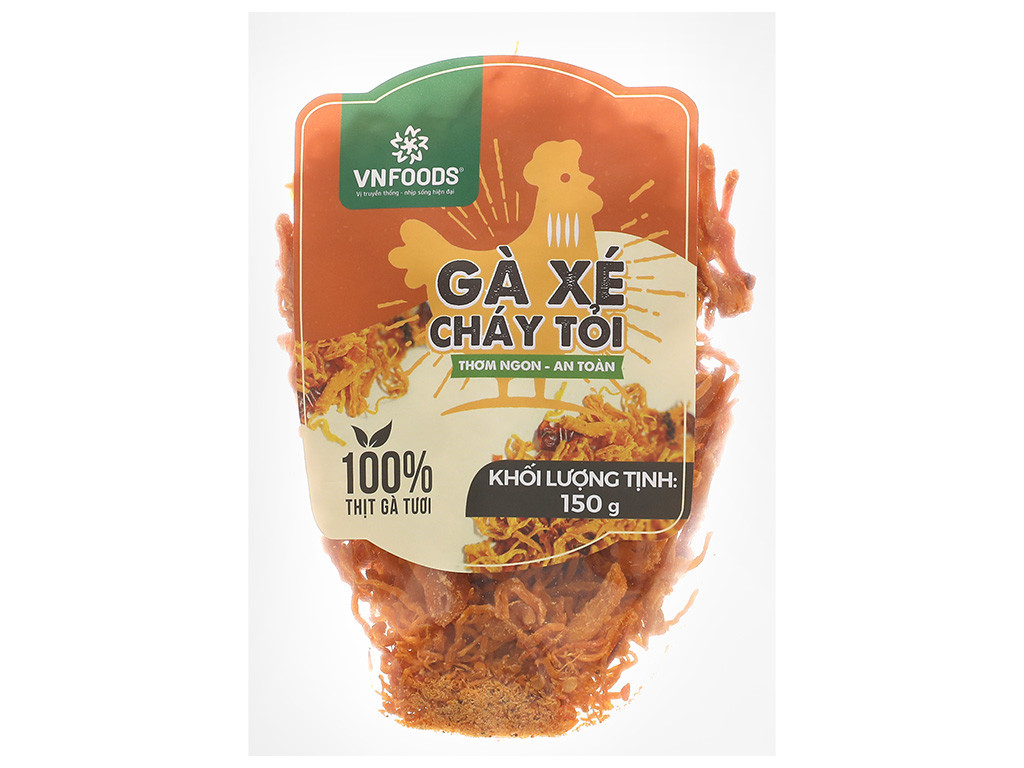 VNFOODS®
Vị truyền thống - nhịp sống hiện đại
GÀ XÉ
CHÁY TỎI
THƠM NGON - AN TOÀN
100%
THỊT GÀ TƯƠI
KHỐI LƯỢNG TỊNH:
150 g